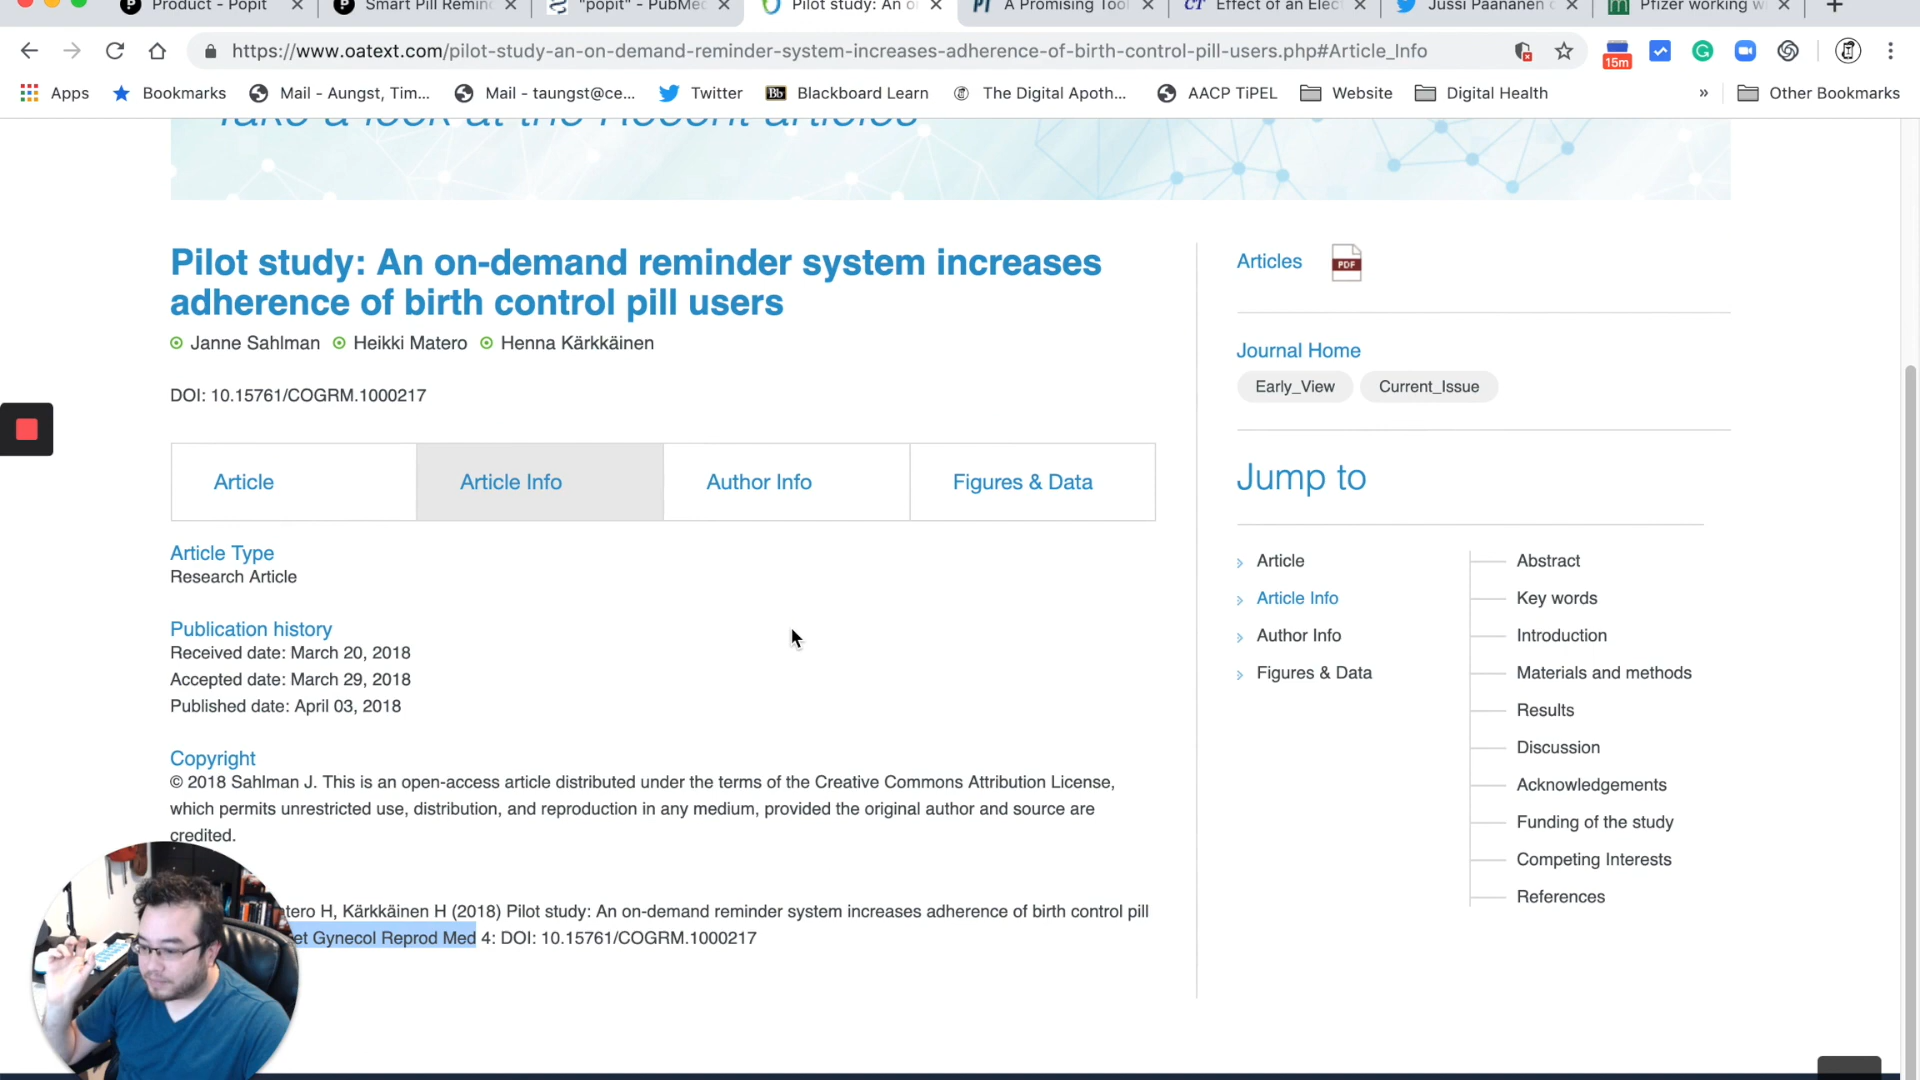 Product - Popit
Smart Pill Remin
"popit" - PubMed
Pilot study: An o
A Promising Tool
CT Effect of an Elec
Jussi Paananen
Pfizer working w
https://www.oatext.com/pilot-study-an-on-demand-reminder-system-increases-adherence-of-birth-control-pill-users.php#Article_Info
15m
Apps Bookmarks Mail - Aungst, Tim... Mail - taungst@ce... Twitter Bb Blackboard Learn The Digital Apoth... AACP TiPEL Website Digital Health » Other Bookmarks
Take a look at the Recent articles
Pilot study: An on-demand reminder system increases
adherence of birth control pill users
Janne Sahlman Heikki Matero Henna Kärkkäinen
DOI: 10.15761/COGRM.1000217
Article Article Info Author Info Figures & Data
Article Type
Research Article
Publication history
Received date: March 20, 2018
Accepted date: March 29, 2018
Published date: April 03, 2018
Copyright
© 2018 Sahlman J. This is an open-access article distributed under the terms of the Creative Commons Attribution License,
which permits unrestricted use, distribution, and reproduction in any medium, provided the original author and source are
credited.
tero H, Kärkkäinen H (2018) Pilot study: An on-demand reminder system increases adherence of birth control pill
et Gynecol Reprod Med 4: DOI: 10.15761/COGRM.1000217
Articles PDF
Journal Home
Early_View Current_Issue
Jump to
Article
Article Info
Author Info
Figures & Data
Abstract
Key words
Introduction
Materials and methods
Results
Discussion
Acknowledgements
Funding of the study
Competing Interests
References